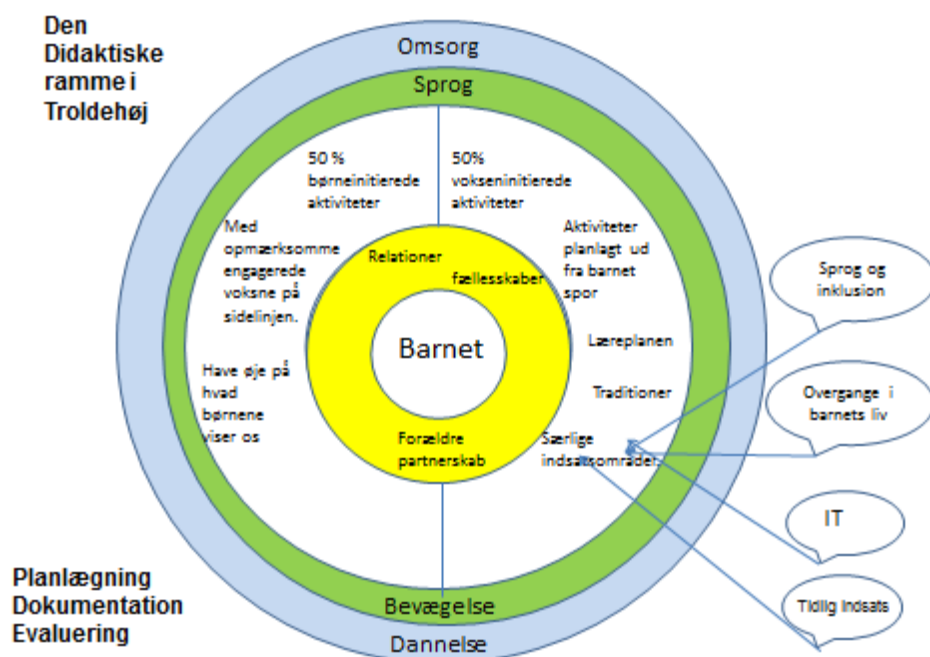 Den
Didaktiske
ramme i
Troldehøj
Omsorg
Sprog
50 %
børneinitierede
aktiviteter
50%
vokseninitierede
aktiviteter
Med
opmærksomme
engagerede
voksne på
sidelinjen.
Have øje på
hvad
børnene
viser os
Relationer
fællesskaber
Barnet
Forældre
partnerskab
Aktiviteter
planlagt ud
fra barnet
spor
Læreplanen
Traditioner
Særlige
indsatsområder.
Sprog og
inklusion
Overgange i
barnets liv
IT
Tidlig indsats
Bevægelse
Dannelse
Planlægning
Dokumentation
Evaluering